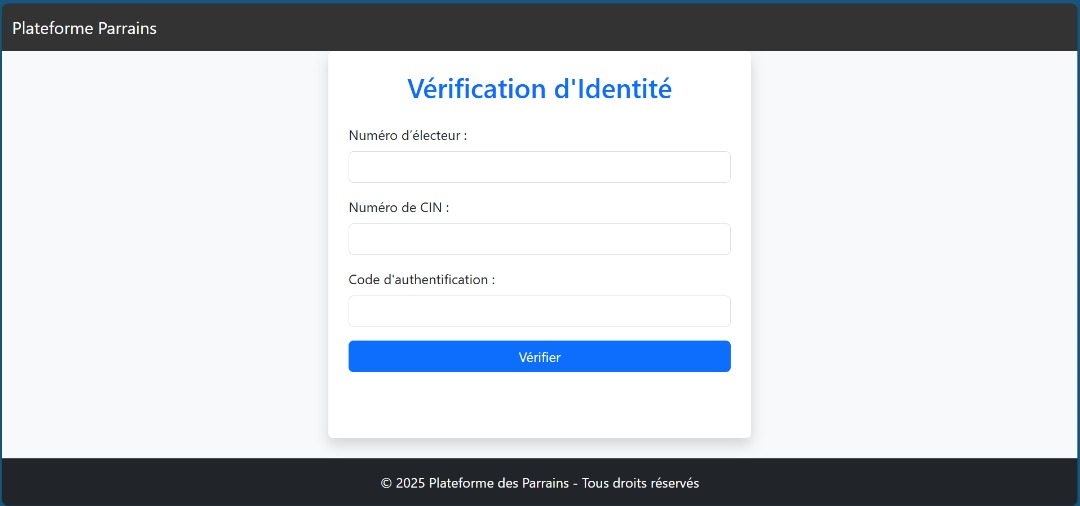 Plateforme Parrains
Vérification d'Identité
Numéro d’électeur :
Numéro de CIN :
Code d'authentification :
Vérifier
© 2025 Plateforme des Parrains - Tous droits réservés